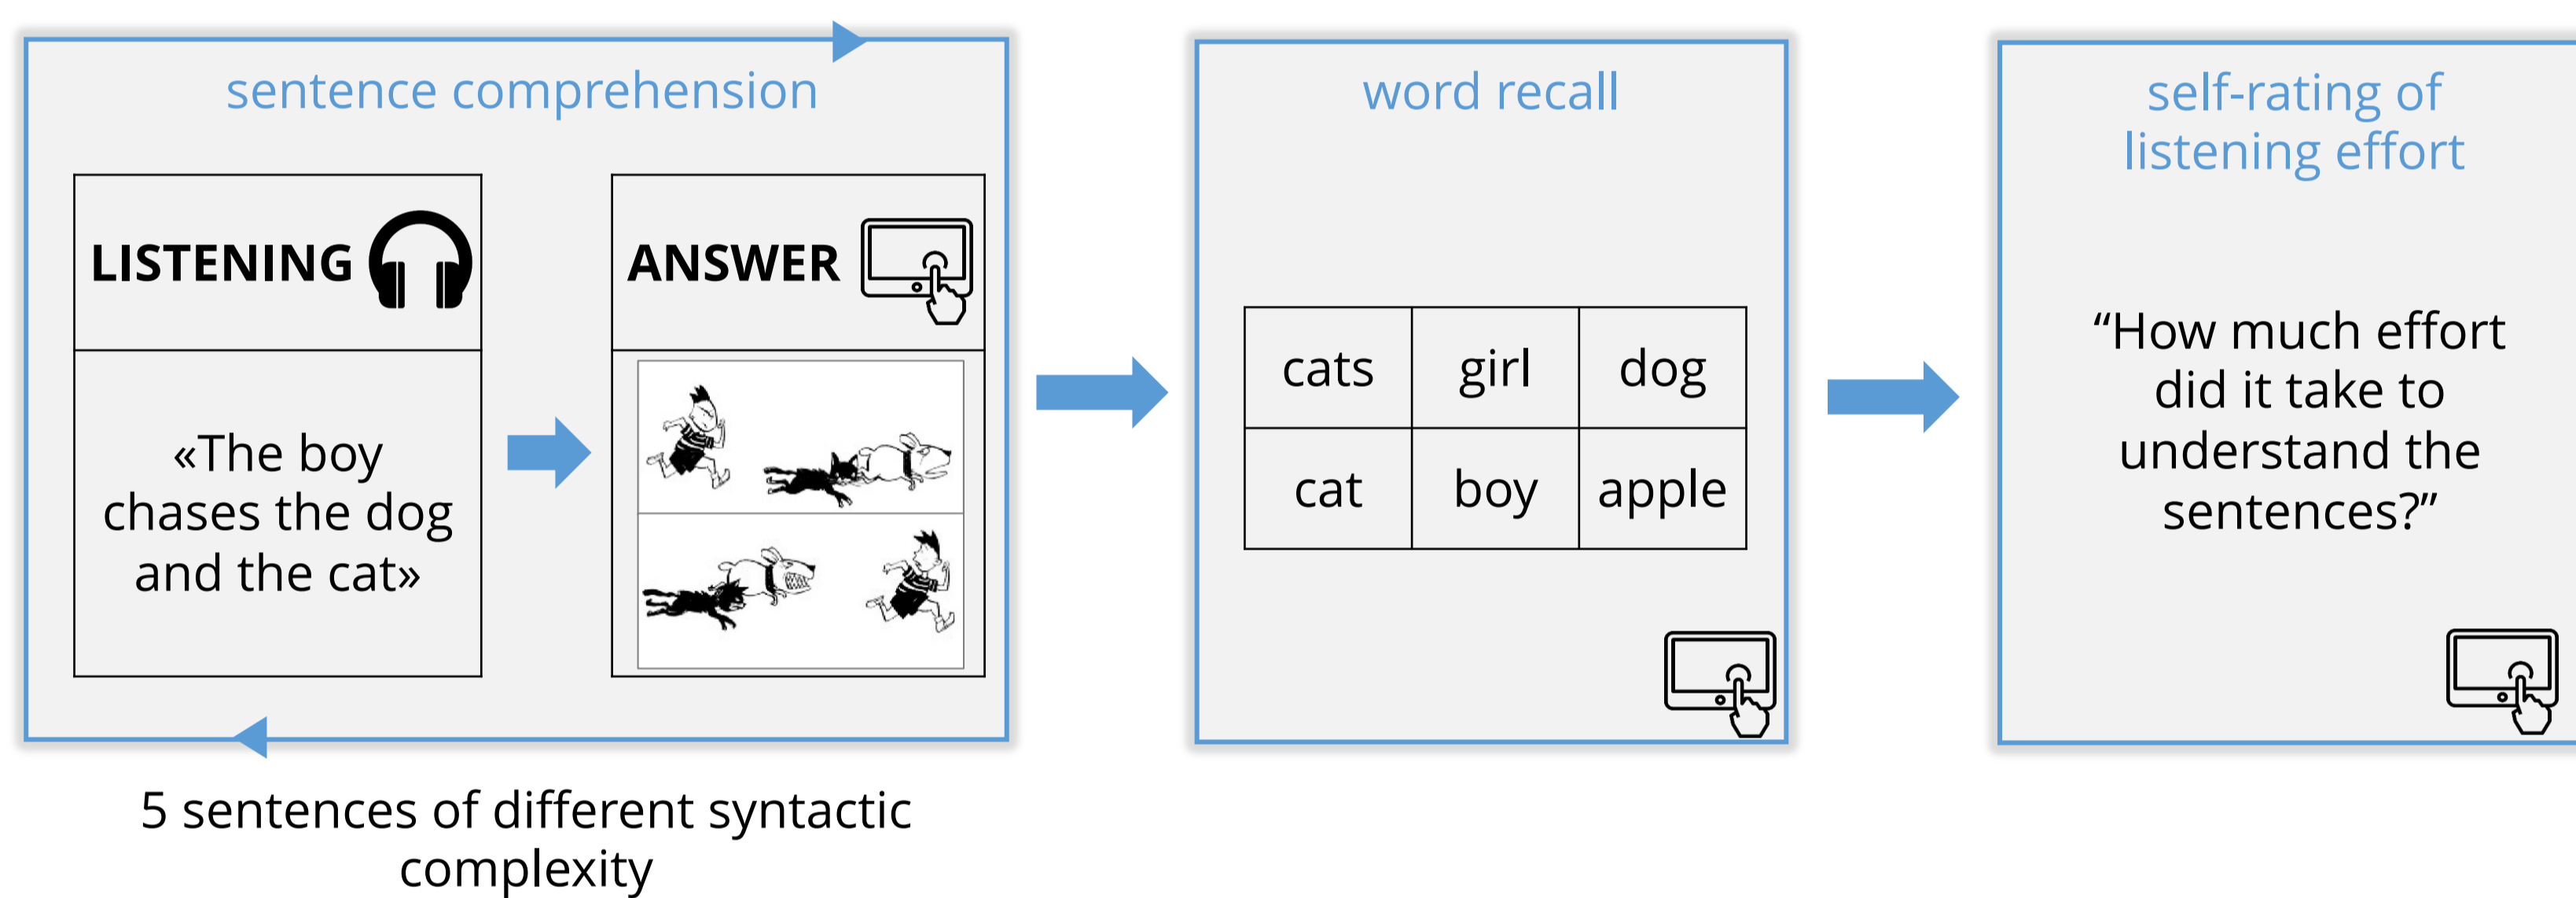 sentence comprehension
LISTENING
«The boy
chases the dog
and the cat»
ANSWER
5 sentences of different syntactic
complexity
word recall
cats girl dog
cat boy apple
self-rating of
listening effort
“How much effort
did it take to
understand the
sentences?”